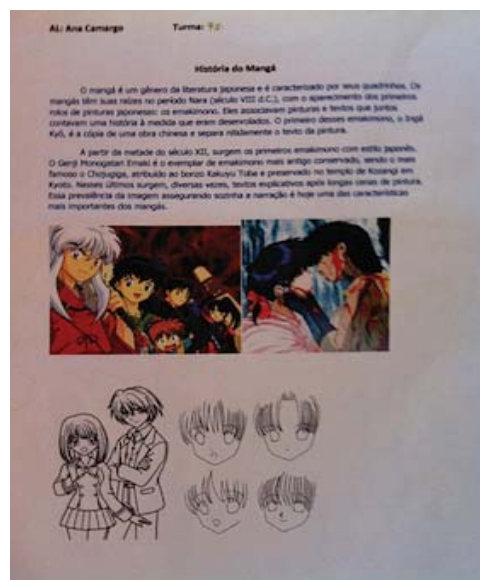 AL: Ana Camargo Turma:
História do Mangá
O mangá é um gênero da literatura japonesa e é caracterizado por seus quadrinhos. Os
mangás têm suas raízes no período Nara (século VIII d.C.), com o aparecimento dos primeiros
rolos de pinturas japonesas: os emakimono. Eles associavam pinturas e textos que juntos
contavam uma história à medida que eram desenrolados. O primeiro desses emakimono, o Ingá
Kyô, é a cópia de uma obra chinesa e separa nitidamente o texto da pintura.
A partir da metade do século XII, surgem os primeiros emakimono com estilo japonês.
O Genji Monogatari Emaki é o exemplar de emakimono mais antigo conservado, sendo o mais
famoso o Chojugiga, atribuído ao bonzo Kakuyu Toba e preservado no templo de Kozangi em
Kyoto. Nesses últimos surgem, diversas vezes, textos explicativos após longas cenas de pintura.
Essa prevalência da imagem assegurando sozinha a narração é hoje uma das características
mais importantes dos mangás.